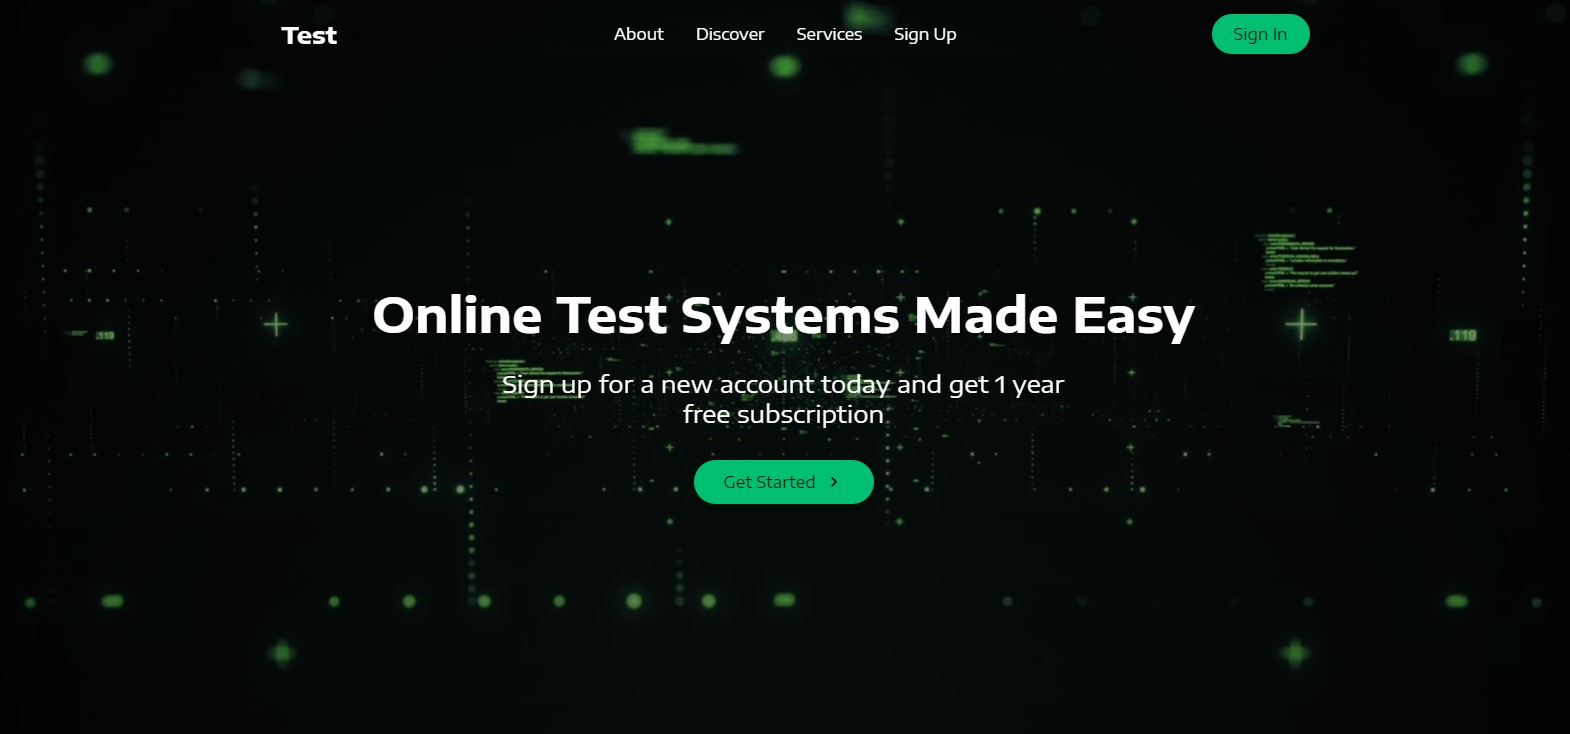 Test
About Discover Services Sign Up
Sign In
Online Test Systems Made Easy
Sign up for a new account today and get 1 year
free subscription
Get Started